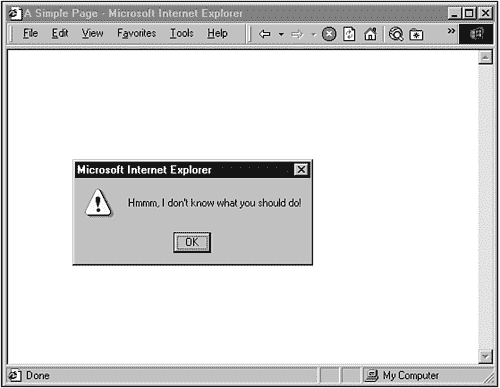 A Simple Page - Microsoft Internet Explorer
File Edit View Favorites Tools Help »
Microsoft Internet Explorer
Hmmm, I don't know what you should do!
OK
Done My Computer